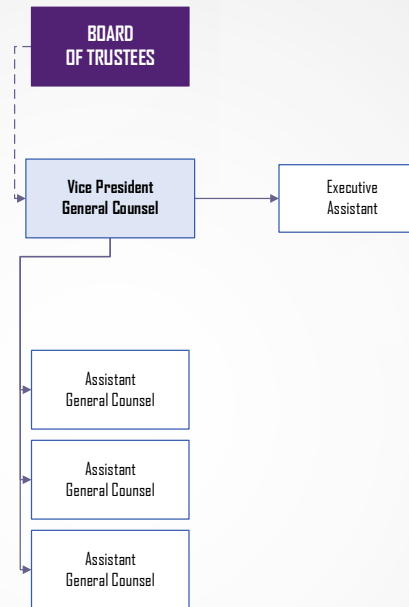 BOARD
OF TRUSTEES
Vice President
General Counsel
Executive
Assistant
Assistant
General Counsel
Assistant
General Counsel
Assistant
General Counsel